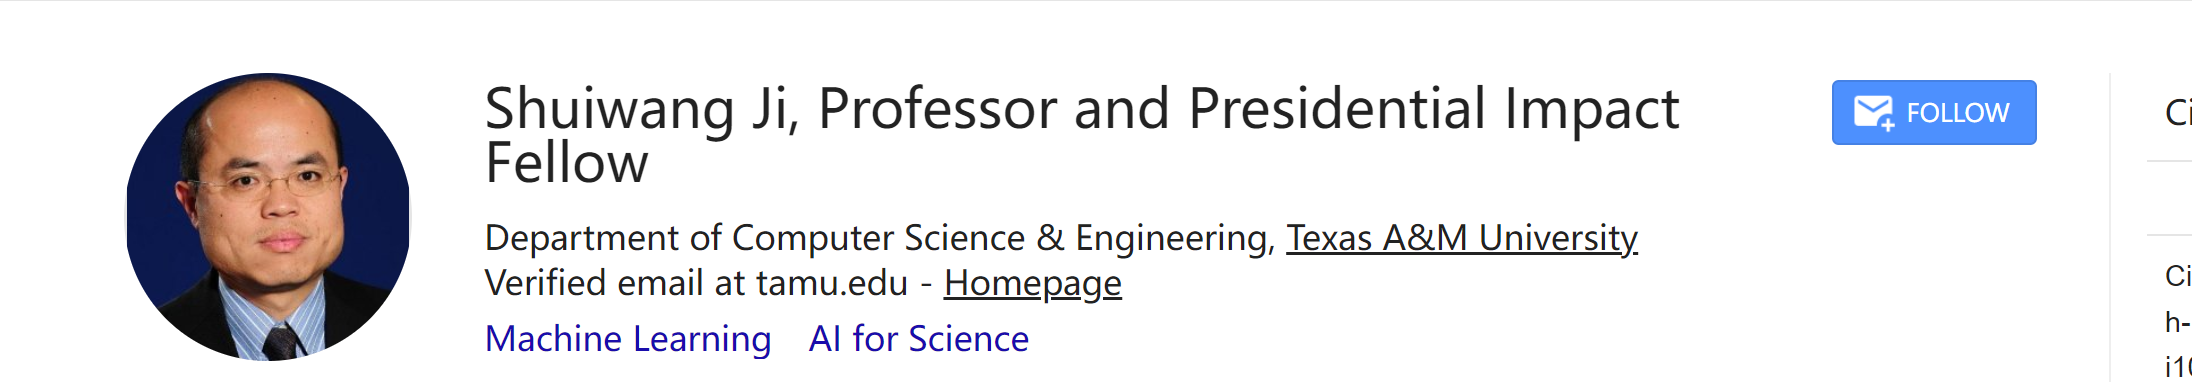 Shuiwang Ji, Professor and Presidential Impact
Fellow
FOLLOW
Department of Computer Science & Engineering, Texas A&M University
Verified email at tamu.edu - Homepage
Machine Learning AI for Science
Ci
Ci
h-
i10